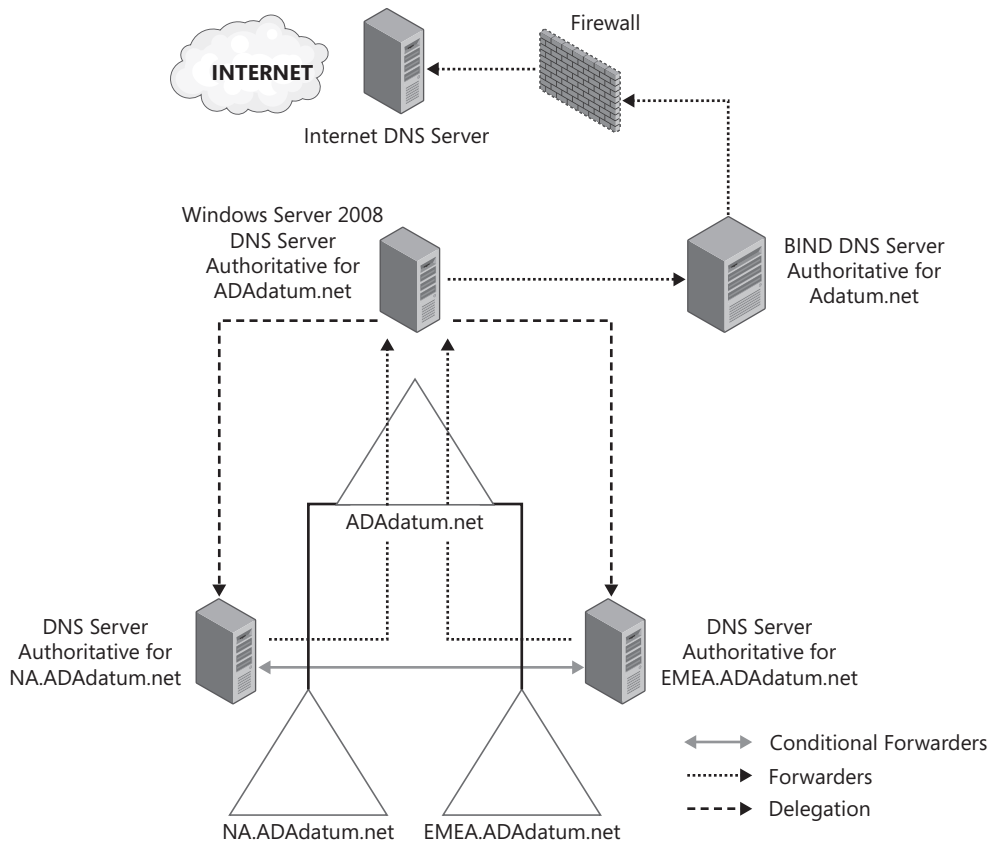 Firewall
INTERNET
Internet DNS Server
Windows Server 2008
DNS Server
Authoritative for
ADAdatum.net
BIND DNS Server
Authoritative for
Adatum.net
ADAdatum.net
DNS Server
Authoritative for
NA.ADAdatum.net
DNS Server
Authoritative for
EMEA.ADAdatum.net
Conditional Forwarders
Forwarders
Delegation
NA.ADAdatum.net
EMEA.ADAdatum.net